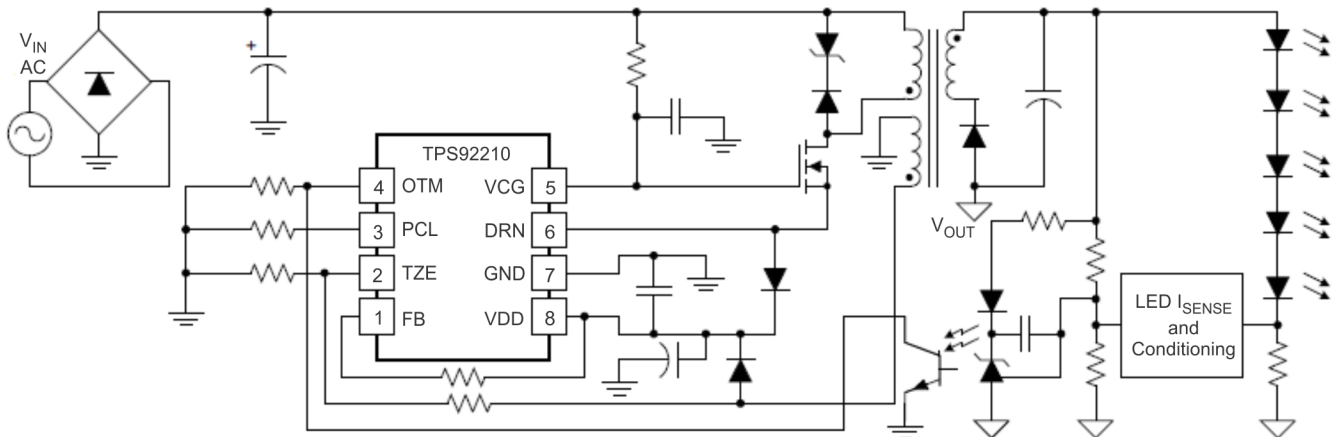 V_IN
AC
+
TPS92210
4 OTM VCG 5
3 PCL DRN 6
2 TZE GND 7
1 FB VDD 8
V_OUT
LED I_SENSE
and
Conditioning